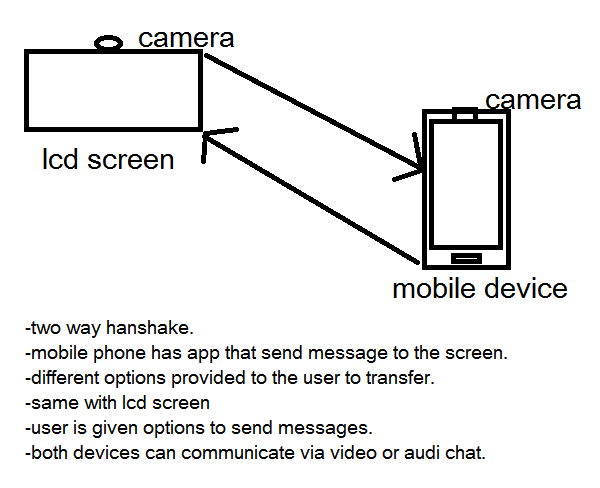 camera
camera
lcd screen
mobile device
-two way hanshake.
-mobile phone has app that send message to the screen.
-different options provided to the user to transfer.
-same with lcd screen
-user is given options to send messages.
-both devices can communicate via video or audi chat.